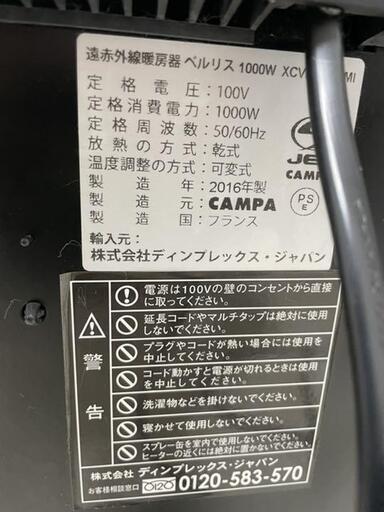 遠赤外線暖房器 ベルリス 1000W XCV MI
定格電圧：100V
定格消費電力：1000W
定格周波数：50/60Hz
放熱の方式：乾式
温度調整の方式：可変式
製造年：2016年製
製造元：CAMPA
製造国：フランス
JE
CAMP
PS
E
輸入元：
株式会社ディンプレックス・ジャパン
警告
電源は100Vの壁のコンセントから直接
に取ってください。
延長コードやマルチタップは絶対に使用
しないでください。
プラグやコードが熱い場合には使用
を中止してください。
コード動かすと電源が切れるときは使用
を中止してください。
洗濯物などを掛けないでください。
寝かせて使用しないでください。
スプレー缶を室内で使用しないでください。
ヒーターの近くには絶対に置かないでください。
株式会社 ディンプレックス・ジャパン
お客様相談窓口 0120 0120-583-570